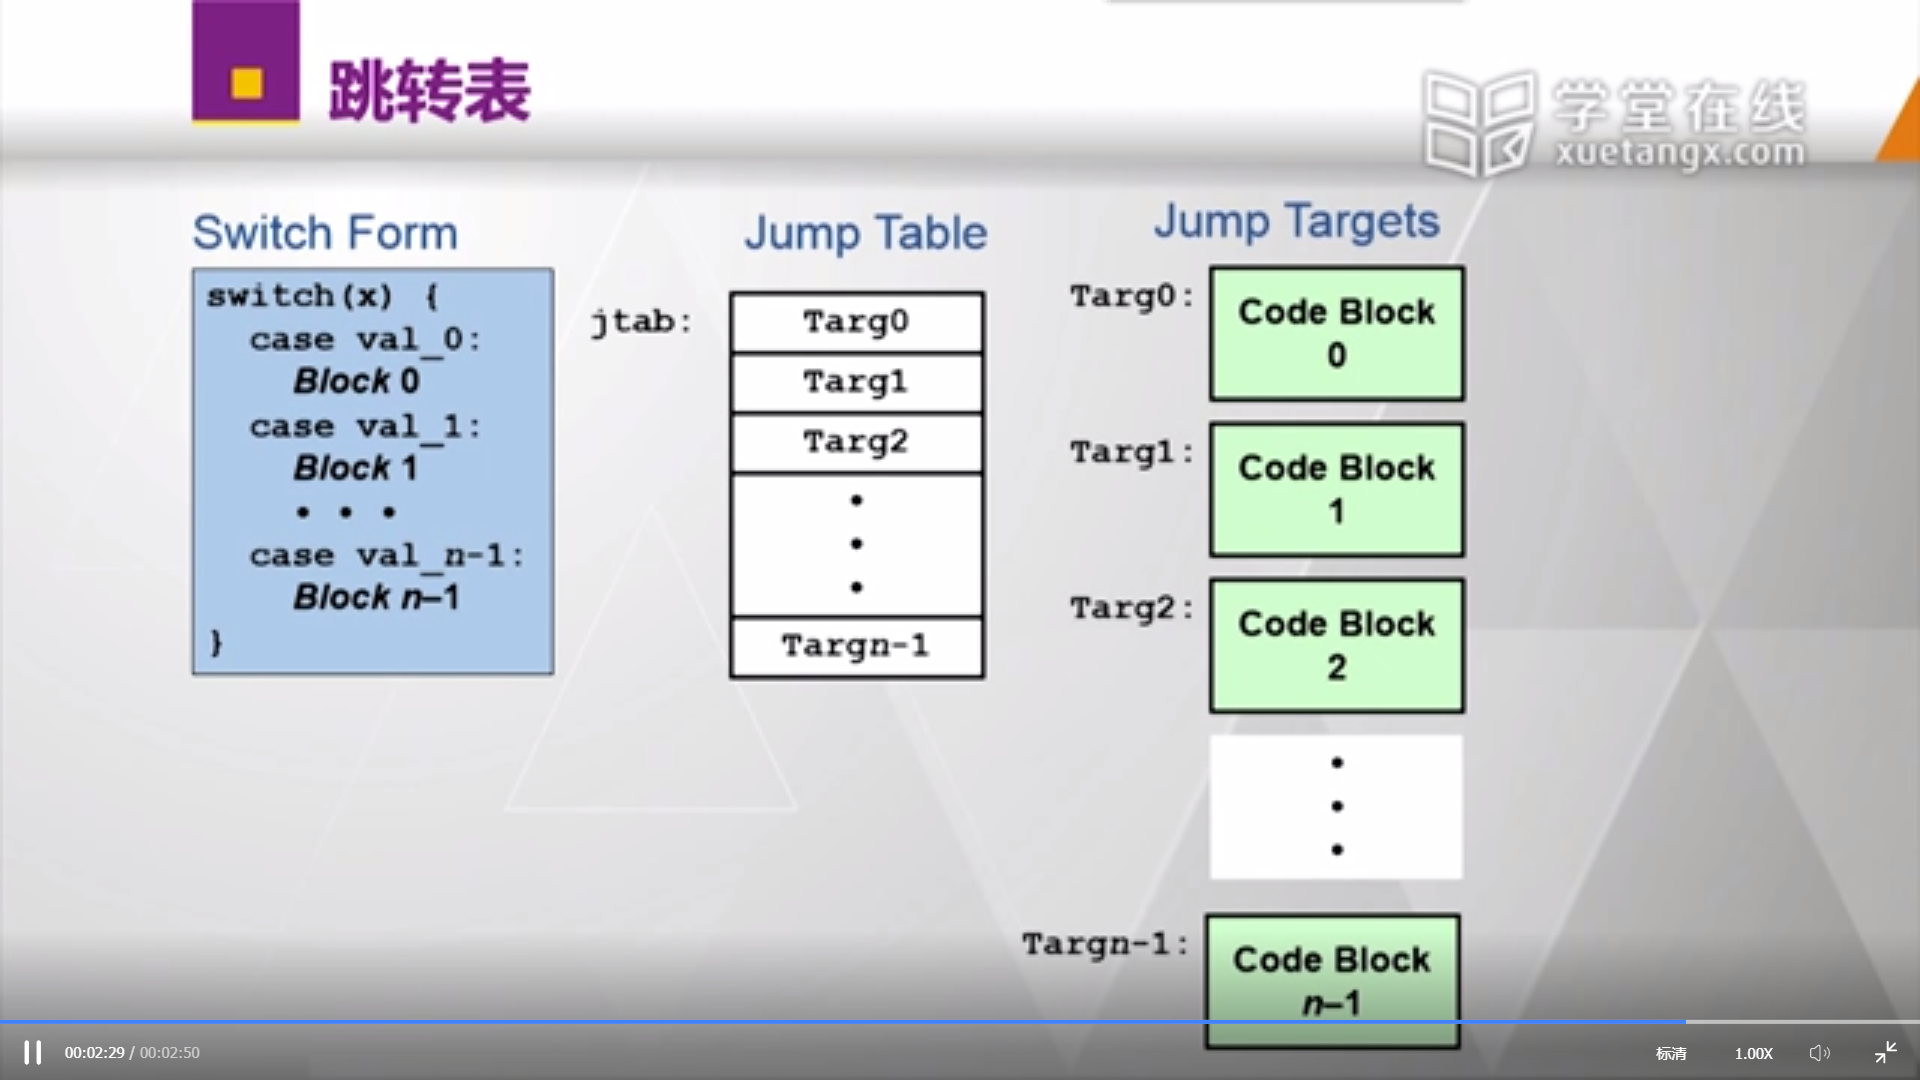 跳转表
学堂在线
xuetangx.com
Switch Form
switch(x) {
case val_0:
Block 0
case val_1:
Block 1
• • •
case val_n-1:
Block n–1
}
Jump Table
jtab:
Targ0
Targ1
Targ2
•
•
•
Targn-1
Jump Targets
Targ0:
Code Block
0
Targ1:
Code Block
1
Targ2:
Code Block
2
•
•
•
Targn-1:
Code Block
n–1
00:02:29 / 00:02:50
标清
1.00X